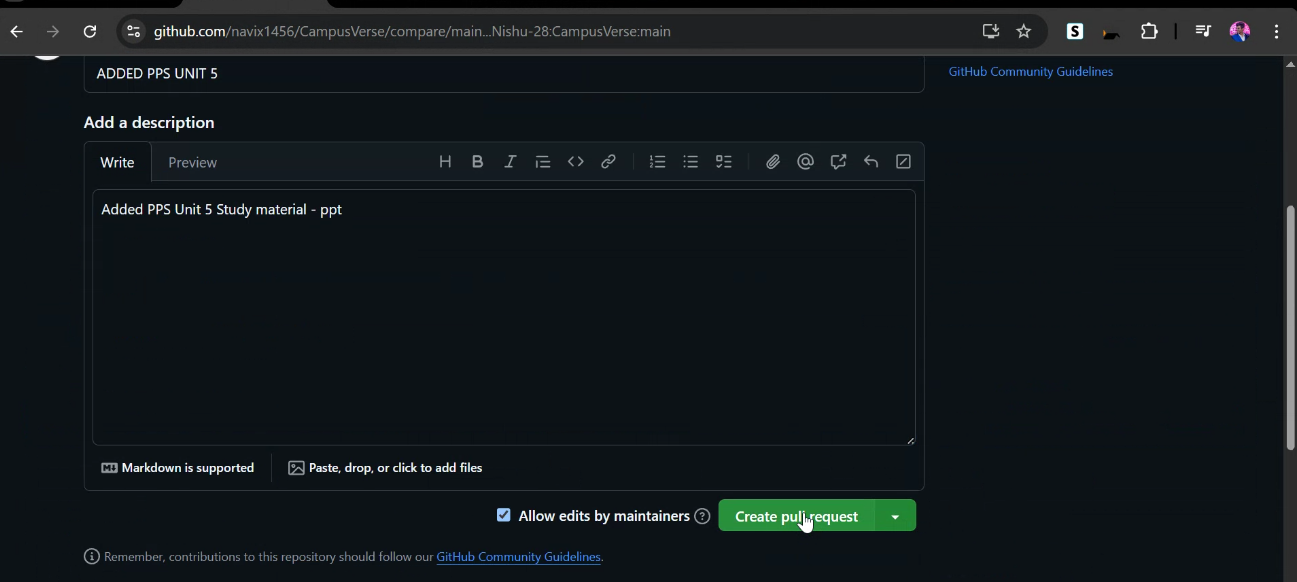 github.com/navix1456/CampusVerse/compare/main...Nishu-28:CampusVerse:main
S
ADDED PPS UNIT 5
GitHub Community Guidelines
Add a description
Write
Preview
H B I
Added PPS Unit 5 Study material - ppt
Markdown is supported
Paste, drop, or click to add files
Allow edits by maintainers
Create pull request
Remember, contributions to this repository should follow our GitHub Community Guidelines.